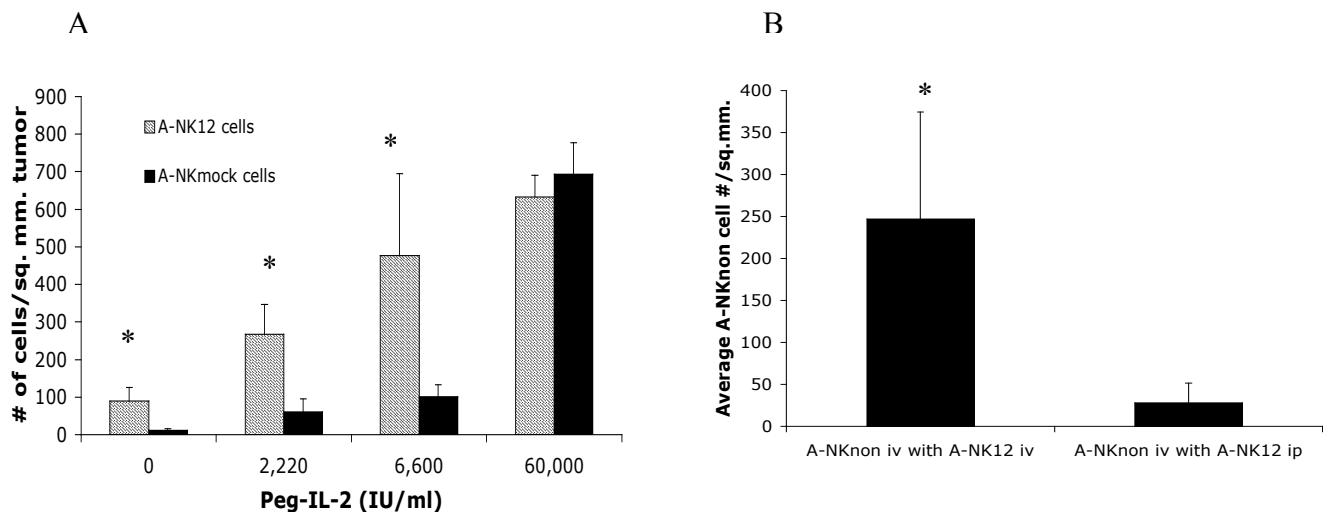 A
900
800
700
600
500
400
300
200
100
0
# of cells/sq. mm. tumor
A-NK12 cells
A-NKmock cells
*
*
*
0 2,220 6,600 60,000
Peg-IL-2 (IU/ml)
B
400
350
300
250
200
150
100
50
0
Average A-NKnon cell #/sq.mm.
*
A-NKnon iv with A-NK12 iv A-NKnon iv with A-NK12 ip